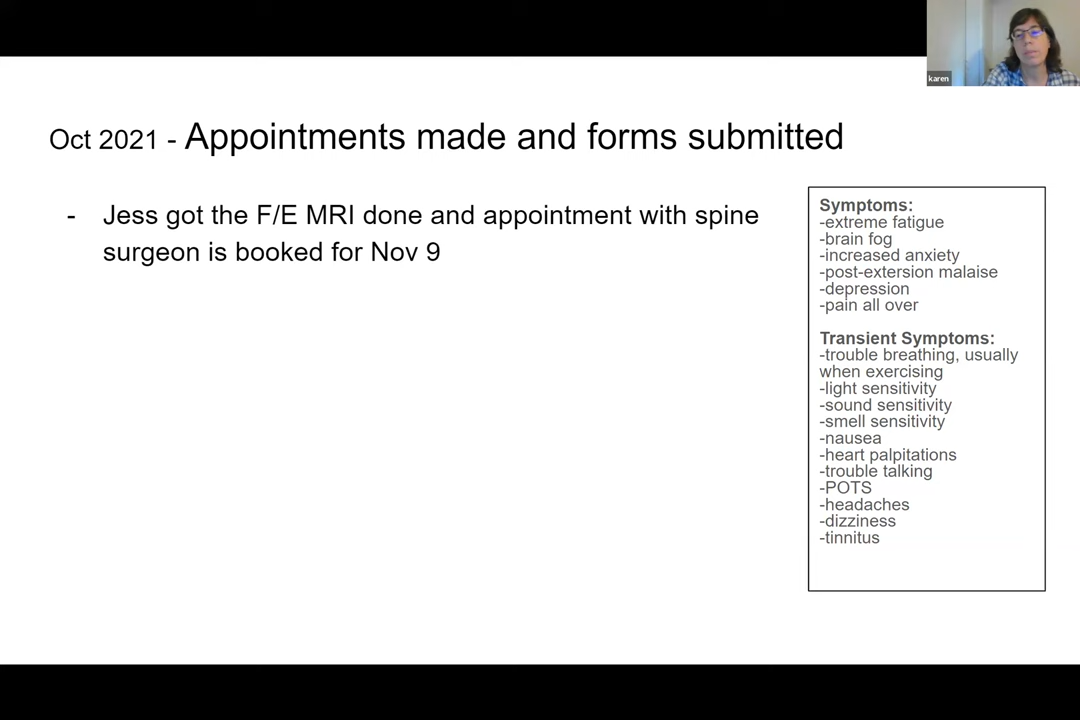 karen
Oct 2021 - Appointments made and forms submitted
- Jess got the F/E MRI done and appointment with spine
surgeon is booked for Nov 9
Symptoms:
-extreme fatigue
-brain fog
-increased anxiety
-post-extersion malaise
-depression
-pain all over
Transient Symptoms:
-trouble breathing, usually
when exercising
-light sensitivity
-sound sensitivity
-smell sensitivity
-nausea
-heart palpitations
-trouble talking
-POTS
-headaches
-dizziness
-tinnitus